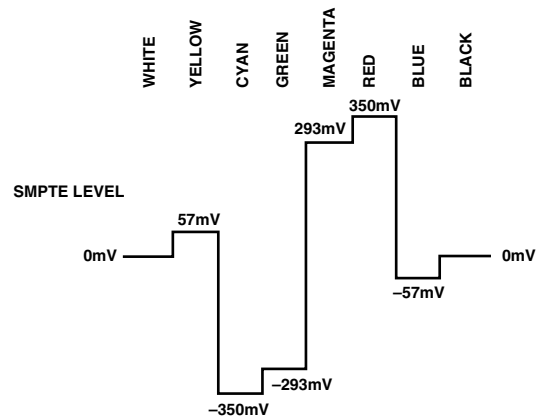 WHITE
YELLOW
CYAN
GREEN
MAGENTA
RED
BLUE
BLACK
350mV
293mV
SMPTE LEVEL
57mV
0mV
0mV
–57mV
–293mV
–350mV